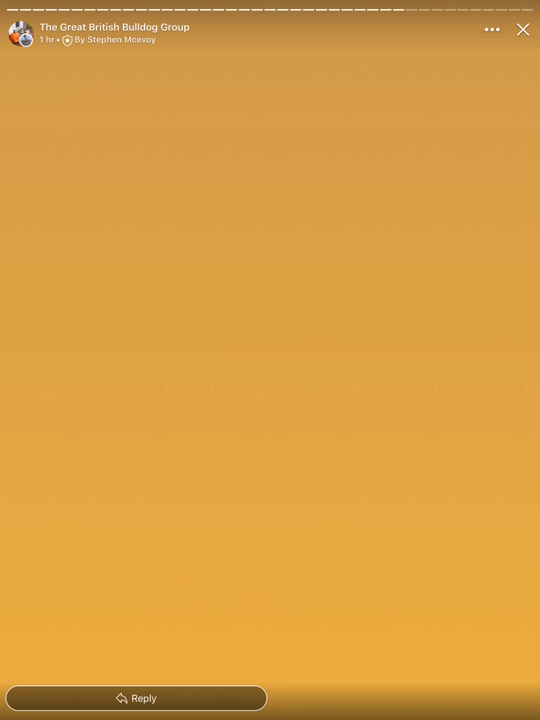 The Great British Bulldog Group
1 hr • By Stephen Mcevoy
Reply